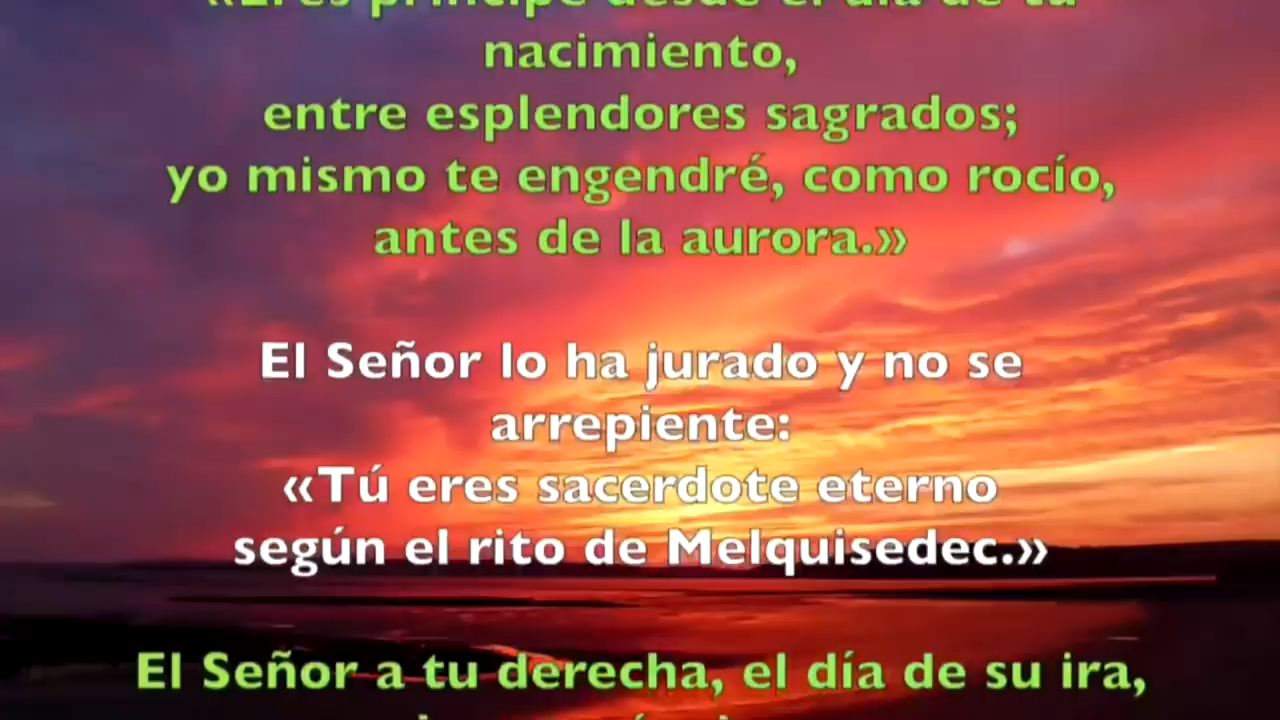 «Eres príncipe desde el día de tu
nacimiento,
entre esplendores sagrados;
yo mismo te engendré, como rocío,
antes de la aurora.»
El Señor lo ha jurado y no se
arrepiente:
«Tú eres sacerdote eterno
según el rito de Melquisedec.»
El Señor a tu derecha, el día de su ira,